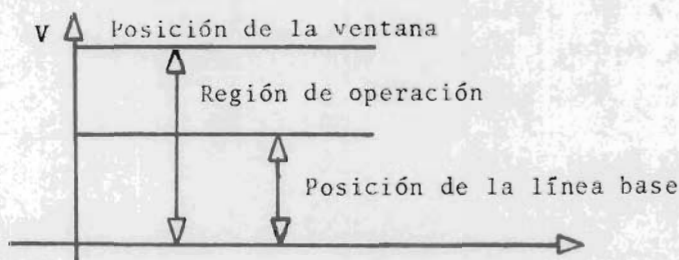 V
Posición de la ventana
Región de operación
Posición de la línea base